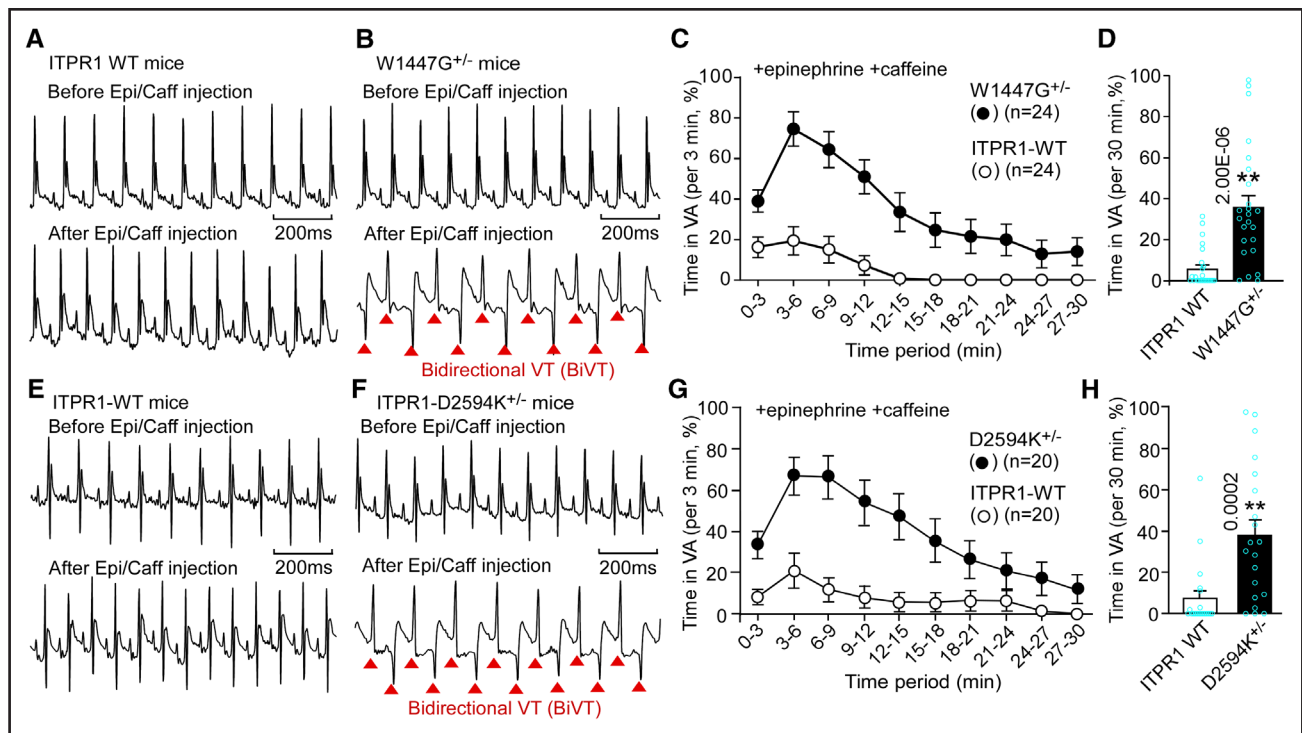 A
ITPR1 WT mice
Before Epi/Caff injection
200ms
After Epi/Caff injection
B
W1447G+/- mice
Before Epi/Caff injection
200ms
After Epi/Caff injection
Bidirectional VT (BiVT)
C
+epinephrine +caffeine
W1447G+/-
(●) (n=24)
ITPR1-WT
(○) (n=24)
Time in VA (per 3 min, %)
100
80
60
40
20
0
0-3
3-6
6-9
9-12
12-15
15-18
18-21
21-24
24-27
27-30
Time period (min)
D
Time in VA (per 30 min, %)
100
80
60
40
20
0
2.00E-06
**
ITPR1 WT
W1447G+/-
E
ITPR1-WT mice
Before Epi/Caff injection
200ms
After Epi/Caff injection
F
ITPR1-D2594K+/- mice
Before Epi/Caff injection
200ms
After Epi/Caff injection
Bidirectional VT (BiVT)
G
+epinephrine +caffeine
D2594K+/-
(●) (n=20)
ITPR1-WT
(○) (n=20)
Time in VA (per 3 min, %)
100
80
60
40
20
0
0-3
3-6
6-9
9-12
12-15
15-18
18-21
21-24
24-27
27-30
Time period (min)
H
Time in VA (per 30 min, %)
100
80
60
40
20
0
0.0002
**
ITPR1 WT
D2594K+/-